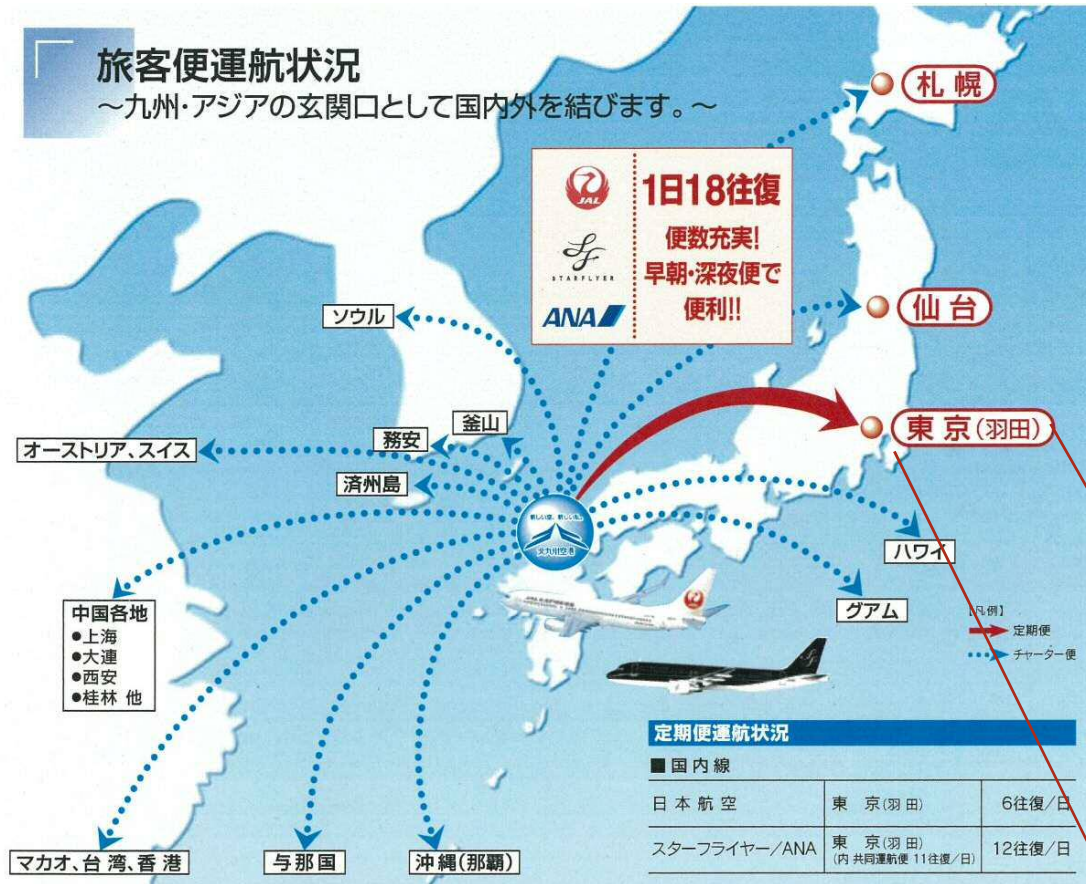 旅客便運航状況
〜九州・アジアの玄関口として国内外を結びます。〜
札幌
JAL
STARFLYER
ANA
1日18往復
便数充実!
早朝・深夜便で
便利!!
仙台
ソウル
東京(羽田)
釜山
務安
オーストリア、スイス
済州島
新しい空、新しい私。
北九州空港
ハワイ
グアム
中国各地
●上海
●大連
●西安
●桂林 他
【凡例】
定期便
チャーター便
定期便運航状況
■国内線
日本航空 東京(羽田) 6往復/日
スターフライヤー/ANA 東京(羽田) 12往復/日
(内 共同運航便 11往復/日)
マカオ、台湾、香港
与那国
沖縄(那覇)